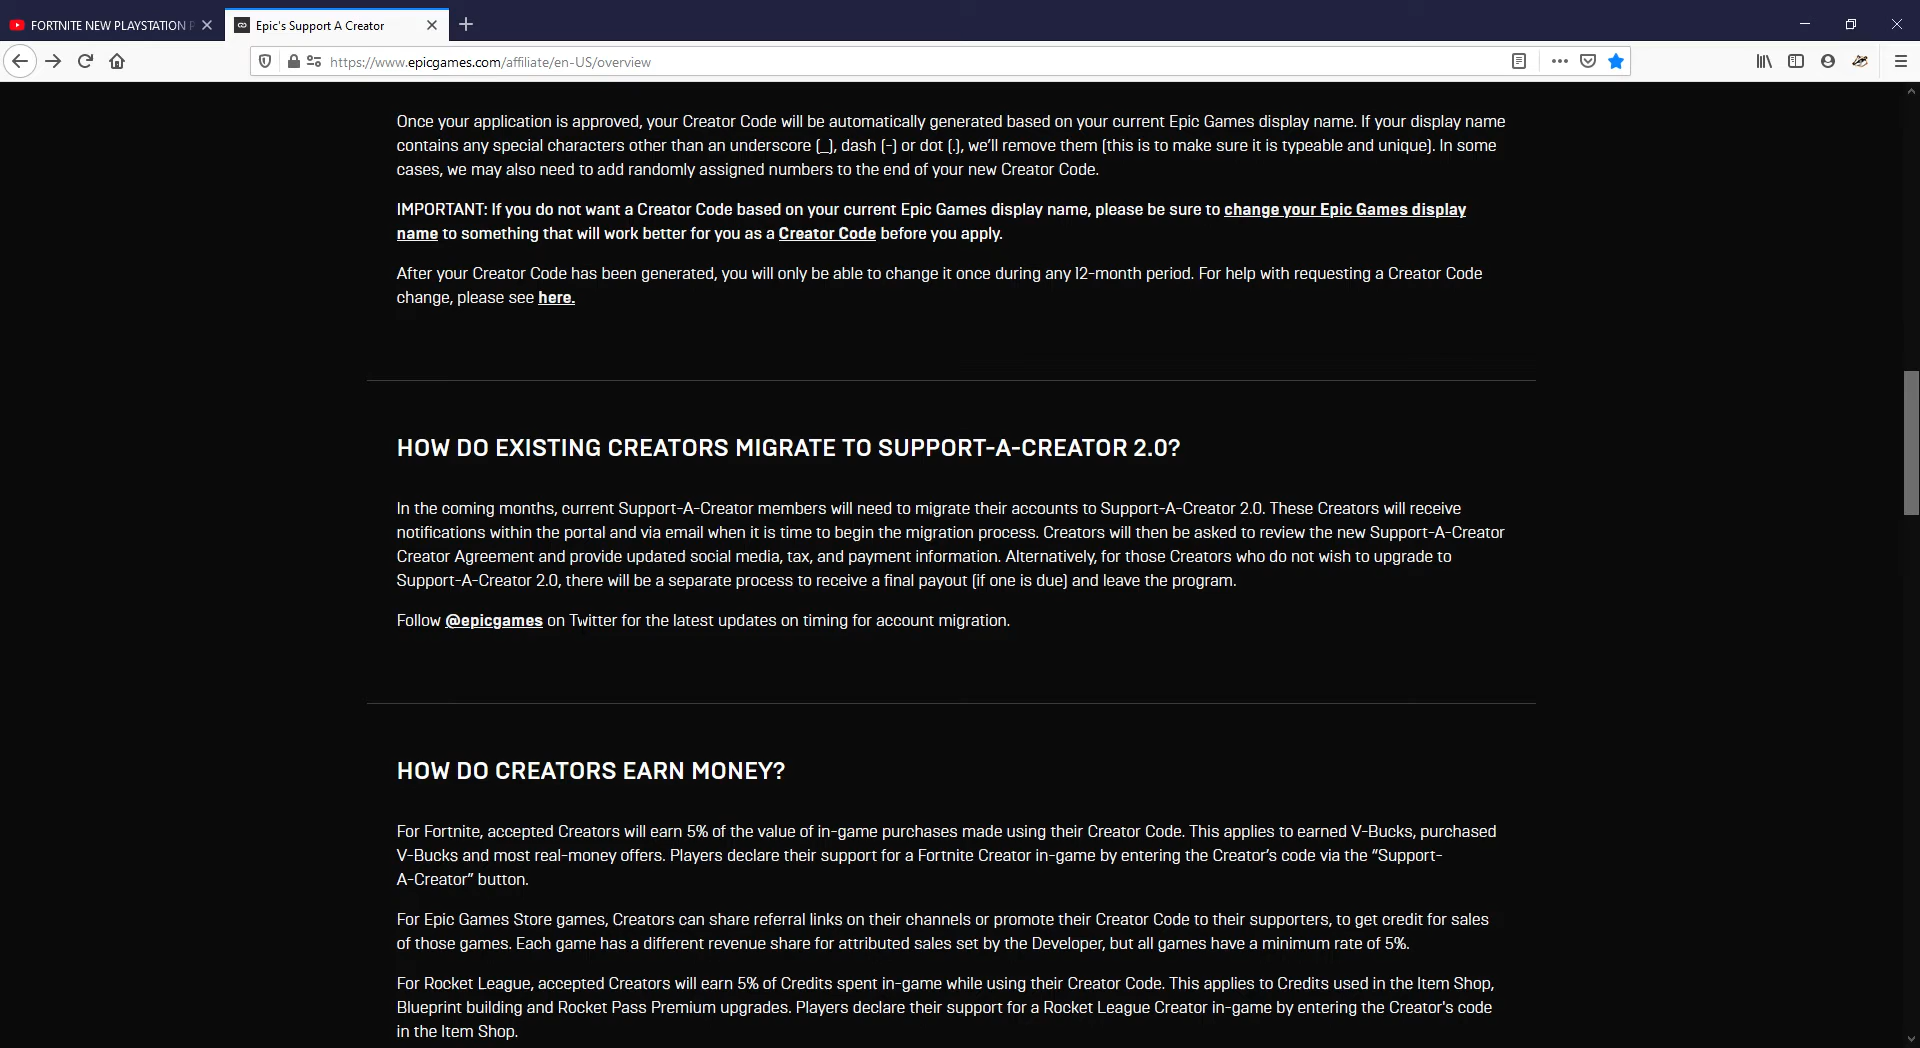 FORTNITE NEW PLAYSTATION P
Epic's Support A Creator
https://www.epicgames.com/affiliate/en-US/overview
Once your application is approved, your Creator Code will be automatically generated based on your current Epic Games display name. If your display name
contains any special characters other than an underscore (_), dash (-) or dot (.), we'll remove them (this is to make sure it is typeable and unique). In some
cases, we may also need to add randomly assigned numbers to the end of your new Creator Code.
IMPORTANT: If you do not want a Creator Code based on your current Epic Games display name, please be sure to change your Epic Games display
name to something that will work better for you as a Creator Code before you apply.
After your Creator Code has been generated, you will only be able to change it once during any 12-month period. For help with requesting a Creator Code
change, please see here.
HOW DO EXISTING CREATORS MIGRATE TO SUPPORT-A-CREATOR 2.0?
In the coming months, current Support-A-Creator members will need to migrate their accounts to Support-A-Creator 2.0. These Creators will receive
notifications within the portal and via email when it is time to begin the migration process. Creators will then be asked to review the new Support-A-Creator
Creator Agreement and provide updated social media, tax, and payment information. Alternatively, for those Creators who do not wish to upgrade to
Support-A-Creator 2.0, there will be a separate process to receive a final payout (if one is due) and leave the program.
Follow @epicgames on Twitter for the latest updates on timing for account migration.
HOW DO CREATORS EARN MONEY?
For Fortnite, accepted Creators will earn 5% of the value of in-game purchases made using their Creator Code. This applies to earned V-Bucks, purchased
V-Bucks and most real-money offers. Players declare their support for a Fortnite Creator in-game by entering the Creator's code via the “Support-
A-Creator” button.
For Epic Games Store games, Creators can share referral links on their channels or promote their Creator Code to their supporters, to get credit for sales
of those games. Each game has a different revenue share for attributed sales set by the Developer, but all games have a minimum rate of 5%.
For Rocket League, accepted Creators will earn 5% of Credits spent in-game while using their Creator Code. This applies to Credits used in the Item Shop,
Blueprint building and Rocket Pass Premium upgrades. Players declare their support for a Rocket League Creator in-game by entering the Creator's code
in the Item Shop.